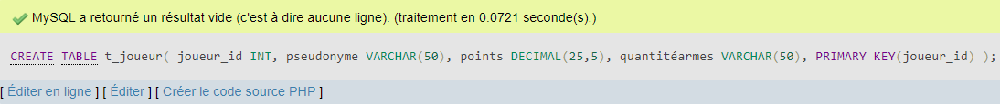 MySQL a retourné un résultat vide (c'est à dire aucune ligne). (traitement en 0.0721 seconde(s).)
CREATE TABLE t_joueur( joueur_id INT, pseudonyme VARCHAR(50), points DECIMAL(25,5), quantitéarmes VARCHAR(50), PRIMARY KEY(joueur_id) );
[ Éditer en ligne ] [ Éditer ] [ Créer le code source PHP ]